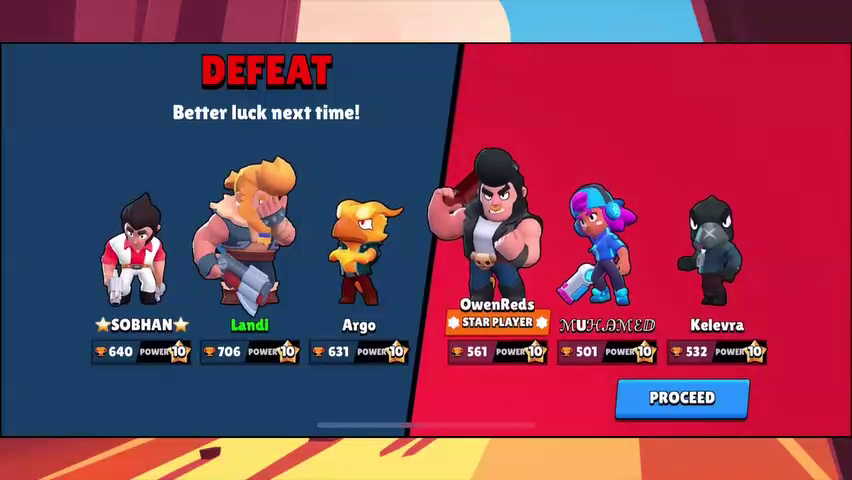 DEFEAT
Better luck next time!
OwenReds
STAR PLAYER
⭐SOBHAN⭐
Landi
Argo
ℳUℋAMED
Kelevra
640 POWER 10
706 POWER 10
631 POWER 10
561 POWER 10
501 POWER 10
532 POWER 10
PROCEED